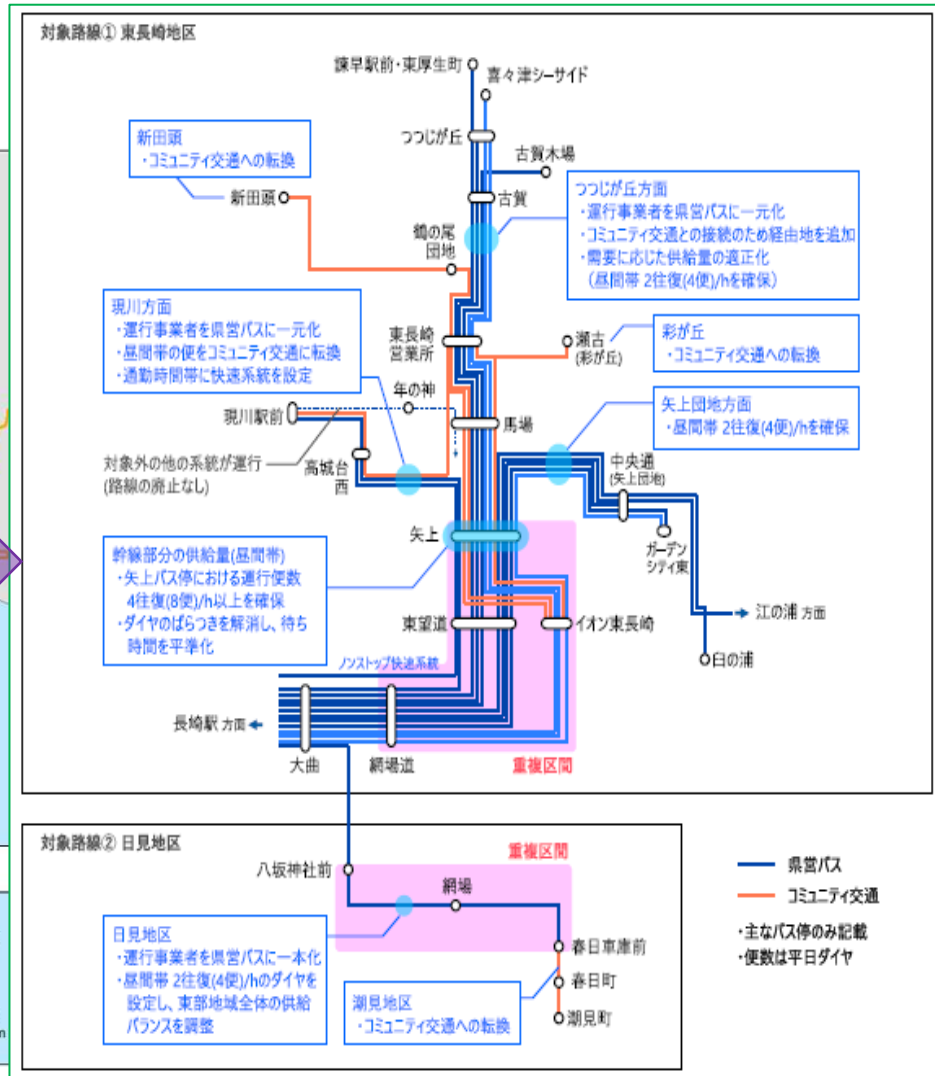 対象路線① 東長崎地区
諫早駅前・東厚生町
喜々津シーサイド
つつじが丘
古賀木場
新田頭
・コミュニティ交通への転換
新田頭
古賀
鶴の尾
団地
つつじが丘方面
・運行事業者を県営バスに一元化
・コミュニティ交通との接続のため経由地を追加
・需要に応じた供給量の適正化
(昼間帯 2往復(4便)/hを確保)
現川方面
・運行事業者を県営バスに一元化
・昼間帯の便をコミュニティ交通に転換
・通勤時間帯に快速系統を設定
東長崎
営業所
瀬古
(彩が丘)
彩が丘
・コミュニティ交通への転換
年の神
現川駅前
馬場
矢上団地方面
・昼間帯 2往復(4便)/hを確保
対象外の他の系統が運行
(路線の廃止なし)
高城台
西
中央通
(矢上団地)
矢上
ガーデン
シティ東
幹線部分の供給量(昼間帯)
・矢上バス停における運行便数
4往復(8便)/h以上を確保
・ダイヤのばらつきを解消し、待ち
時間を平準化
東望道
イオン東長崎
江の浦 方面
臼の浦
ノンストップ快速系統
長崎駅 方面
大曲
網場道
重複区間
対象路線② 日見地区
重複区間
八坂神社前
網場
日見地区
・運行事業者を県営バスに一本化
・昼間帯 2往復(4便)/hのダイヤを
設定し、東部地域全体の供給
バランスを調整
春日車庫前
春日町
潮見町
潮見地区
・コミュニティ交通への転換
県営バス
コミュニティ交通
・主なバス停のみ記載
・便数は平日ダイヤ
m